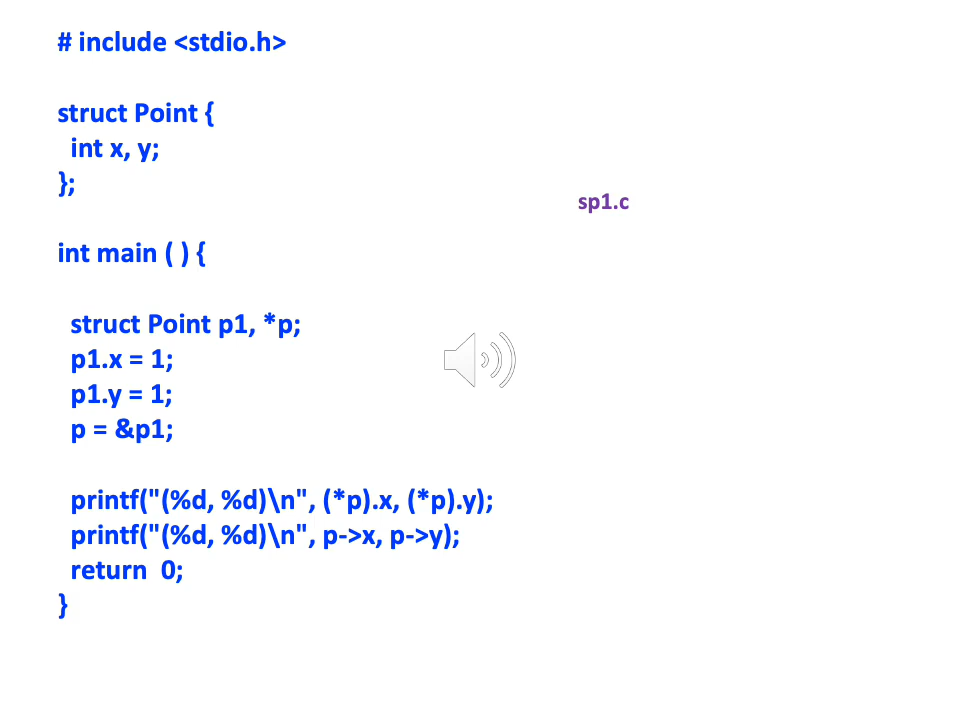 # include <stdio.h>
struct Point {
int x, y;
};
sp1.c
int main ( ) {
struct Point p1, *p;
p1.x = 1;
p1.y = 1;
p = &p1;
printf("(%d, %d)\n", (*p).x, (*p).y);
printf("(%d, %d)\n", p->x, p->y);
return  0;
}